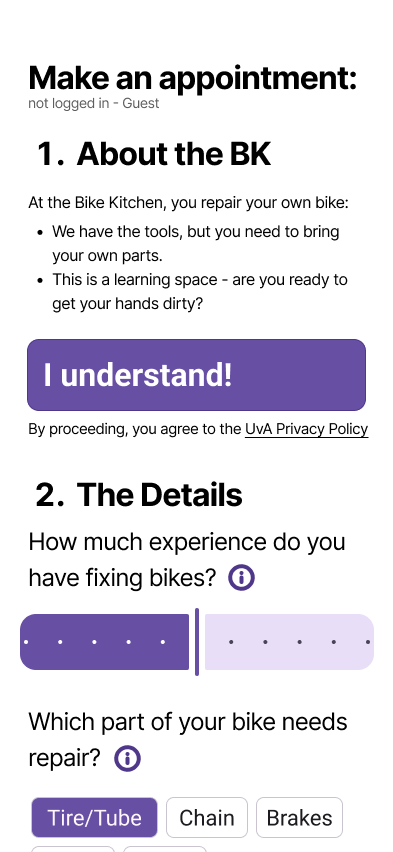 Make an appointment:
not logged in - Guest
1. About the BK
At the Bike Kitchen, you repair your own bike:
• We have the tools, but you need to bring
your own parts.
• This is a learning space - are you ready to
get your hands dirty?
I understand!
By proceeding, you agree to the UvA Privacy Policy
2. The Details
How much experience do you
have fixing bikes?
Which part of your bike needs
repair?
Tire/Tube Chain Brakes